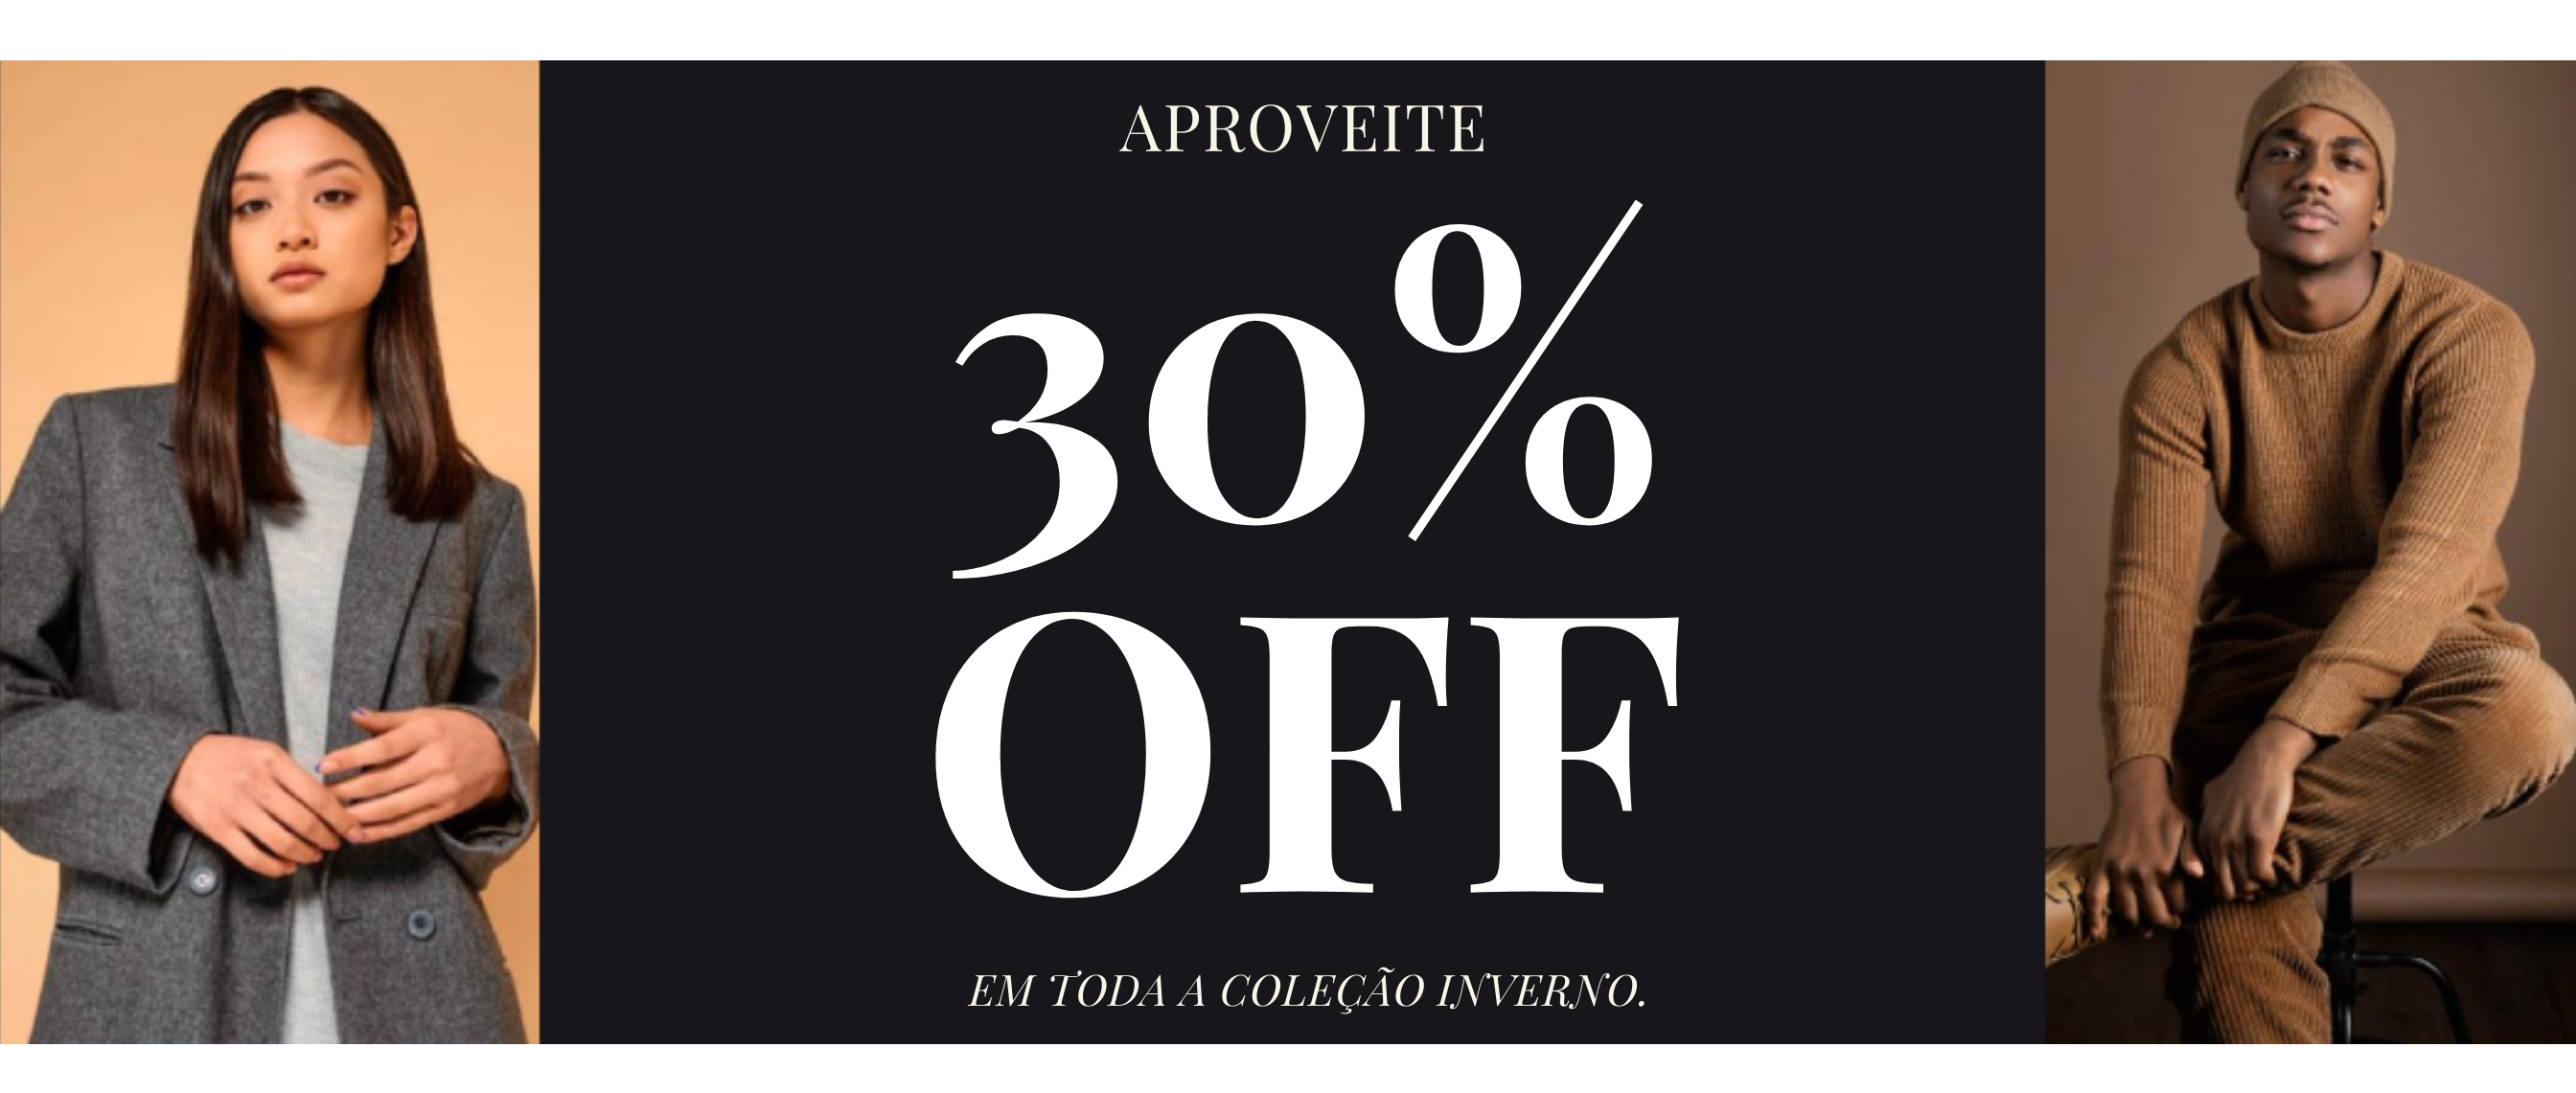 APROVEITE
30%
OFF
EM TODA A COLEÇÃO INVERNO.